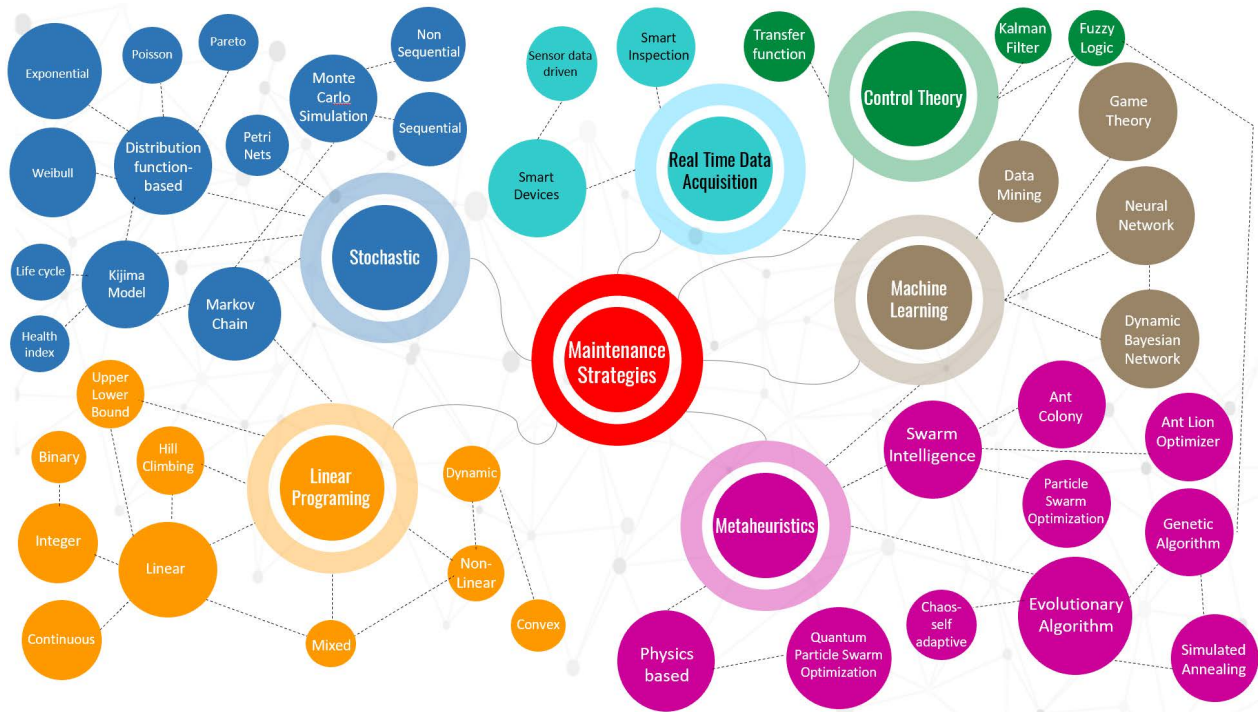 Exponential
Poisson
Pareto
Non
Sequential
Monte
Carlo
Simulation
Sequential
Petri
Nets
Distribution
function-
based
Weibull
Stochastic
Life cycle
Kijima
Model
Markov
Chain
Health
index
Sensor data
driven
Smart
Inspection
Smart
Devices
Real Time Data
Acquisition
Transfer
function
Control Theory
Kalman
Filter
Fuzzy
Logic
Game
Theory
Data
Mining
Neural
Network
Machine
Learning
Dynamic
Bayesian
Network
Maintenance
Strategies
Upper
Lower
Bound
Binary
Hill
Climbing
Linear
Programing
Dynamic
Integer
Linear
Non-
Linear
Continuous
Mixed
Convex
Metaheuristics
Swarm
Intelligence
Ant
Colony
Ant Lion
Optimizer
Particle
Swarm
Optimization
Genetic
Algorithm
Chaos-
self
adaptive
Evolutionary
Algorithm
Physics
based
Quantum
Particle Swarm
Optimization
Simulated
Annealing